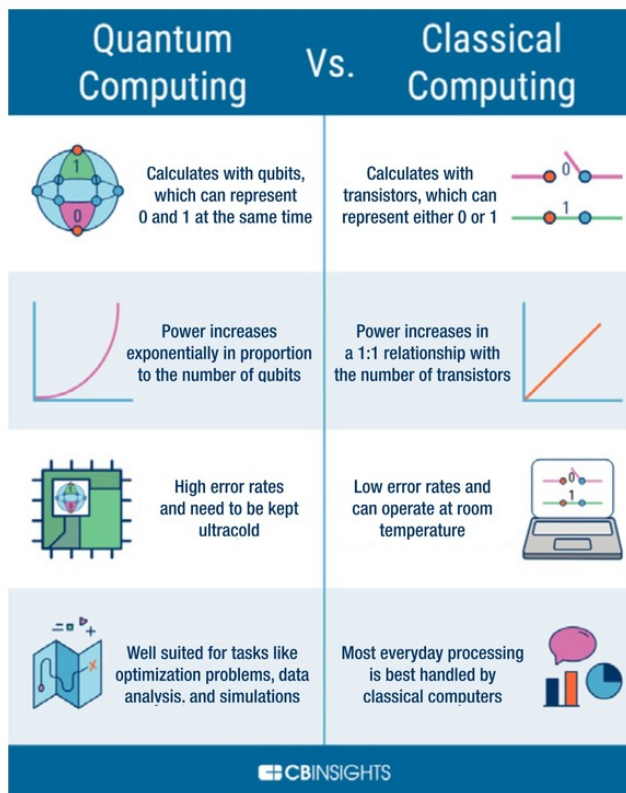 Quantum
Computing
Vs.
Classical
Computing
1
0
Calculates with qubits,
which can represent
0 and 1 at the same time
Calculates with
transistors, which can
represent either 0 or 1
0
1
Power increases
exponentially in proportion
to the number of qubits
Power increases in
a 1:1 relationship with
the number of transistors
High error rates
and need to be kept
ultracold
Low error rates and
can operate at room
temperature
0
1
Well suited for tasks like
optimization problems, data
analysis. and simulations
Most everyday processing
is best handled by
classical computers
CBINSIGHTS